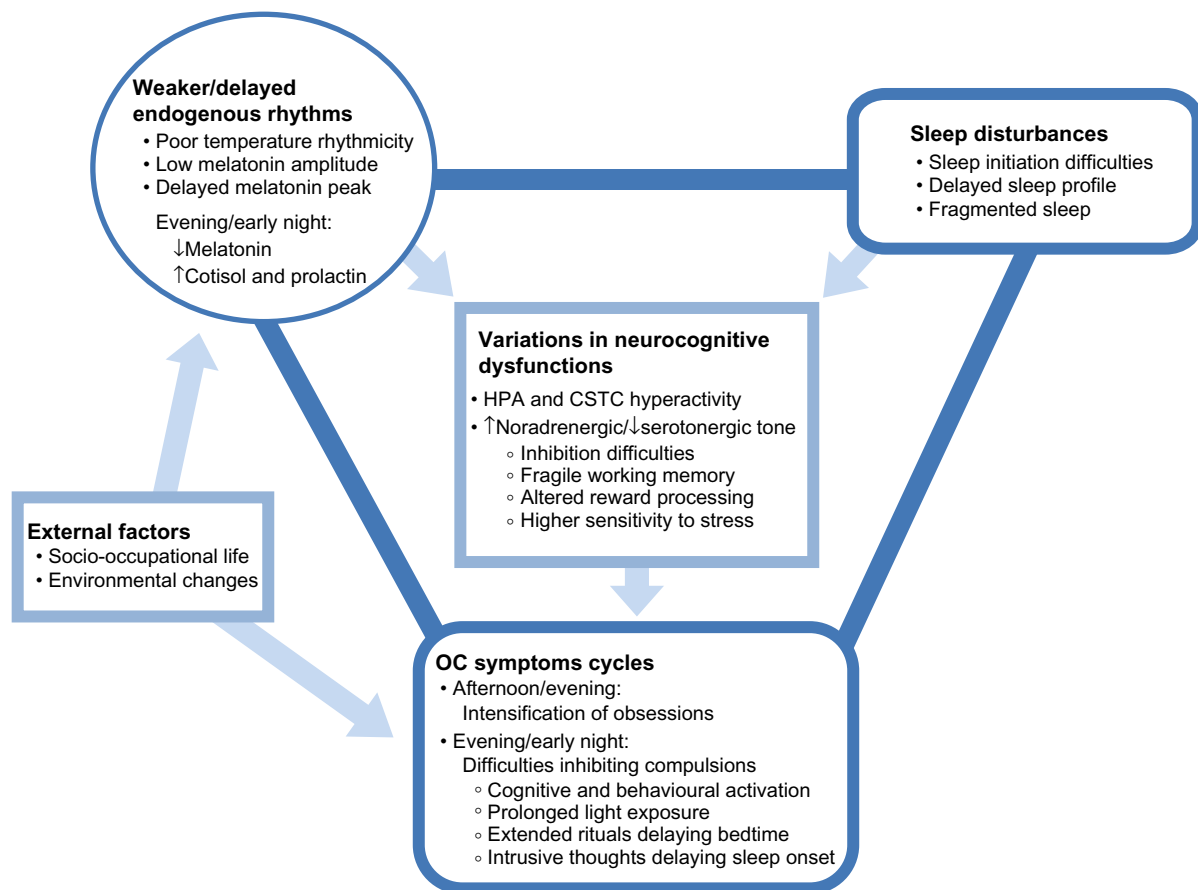 Weaker/delayed
endogenous rhythms
• Poor temperature rhythmicity
• Low melatonin amplitude
• Delayed melatonin peak
Evening/early night:
↓Melatonin
↑Cotisol and prolactin
Sleep disturbances
• Sleep initiation difficulties
• Delayed sleep profile
• Fragmented sleep
Variations in neurocognitive
dysfunctions
• HPA and CSTC hyperactivity
• ↑Noradrenergic/↓serotonergic tone
◦ Inhibition difficulties
◦ Fragile working memory
◦ Altered reward processing
◦ Higher sensitivity to stress
External factors
• Socio-occupational life
• Environmental changes
OC symptoms cycles
• Afternoon/evening:
Intensification of obsessions
• Evening/early night:
Difficulties inhibiting compulsions
◦ Cognitive and behavioural activation
◦ Prolonged light exposure
◦ Extended rituals delaying bedtime
◦ Intrusive thoughts delaying sleep onset